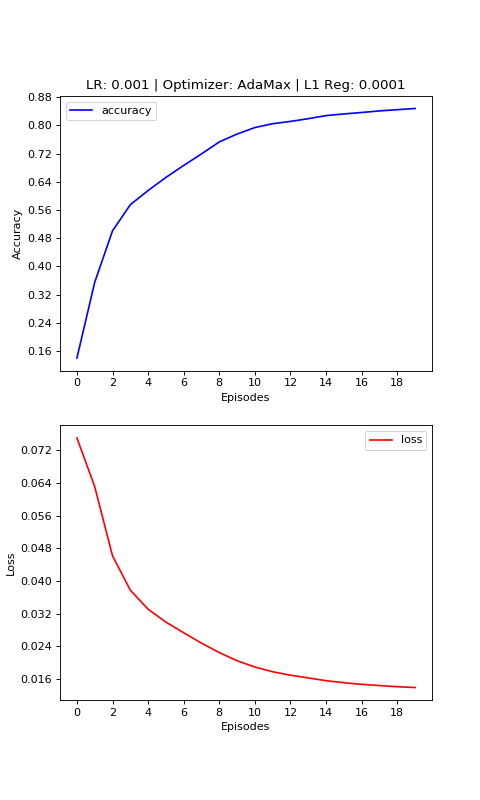 LR: 0.001 | Optimizer: AdaMax | L1 Reg: 0.0001
accuracy
Accuracy
0.88
0.80
0.72
0.64
0.56
0.48
0.40
0.32
0.24
0.16
0 2 4 6 8 10 12 14 16 18
Episodes
loss
Loss
0.072
0.064
0.056
0.048
0.040
0.032
0.024
0.016
0 2 4 6 8 10 12 14 16 18
Episodes